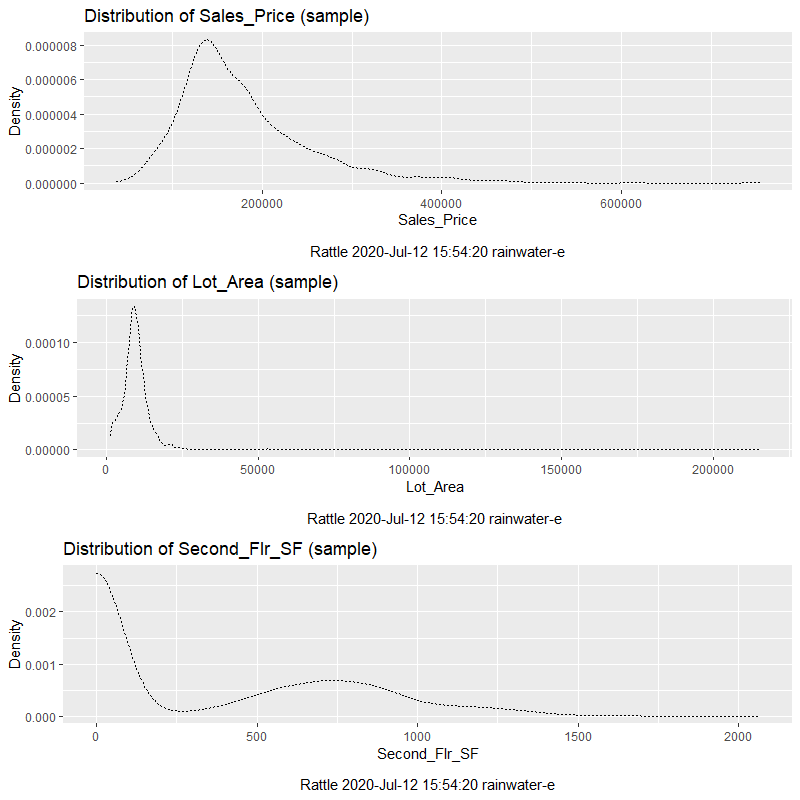 Distribution of Sales_Price (sample)
Density
0.000008
0.000006
0.000004
0.000002
0.000000
200000 400000 600000
Sales_Price
Rattle 2020-Jul-12 15:54:20 rainwater-e
Distribution of Lot_Area (sample)
Density
0.00010
0.00005
0.00000
0 50000 100000 150000 200000
Lot_Area
Rattle 2020-Jul-12 15:54:20 rainwater-e
Distribution of Second_Flr_SF (sample)
Density
0.002
0.001
0.000
0 500 1000 1500 2000
Second_Flr_SF
Rattle 2020-Jul-12 15:54:20 rainwater-e